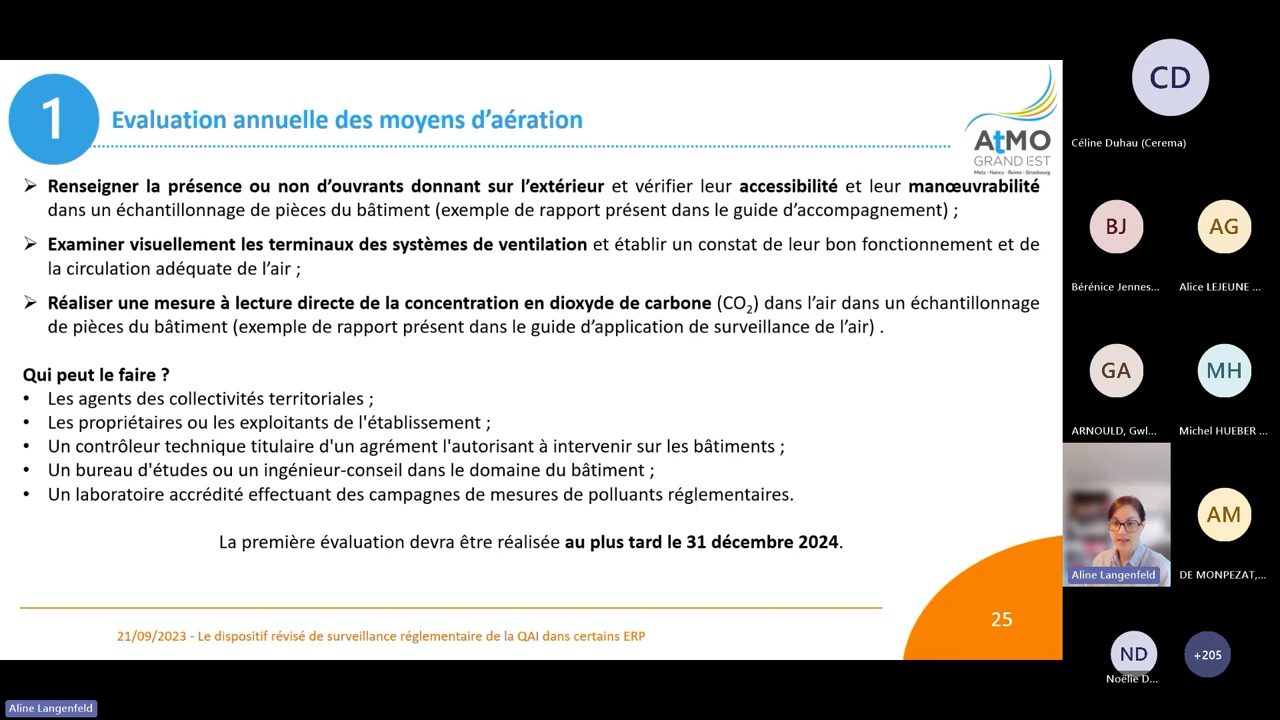 1
Evaluation annuelle des moyens d’aération
AtMO
GRAND EST
Metz - Nancy - Reims - Strasbourg
➢ Renseigner la présence ou non d’ouvrants donnant sur l’extérieur et vérifier leur accessibilité et leur manœuvrabilité
dans un échantillonnage de pièces du bâtiment (exemple de rapport présent dans le guide d’accompagnement) ;
➢ Examiner visuellement les terminaux des systèmes de ventilation et établir un constat de leur bon fonctionnement et de
la circulation adéquate de l’air ;
➢ Réaliser une mesure à lecture directe de la concentration en dioxyde de carbone (CO₂) dans l’air dans un échantillonnage
de pièces du bâtiment (exemple de rapport présent dans le guide d’application de surveillance de l’air) .
Qui peut le faire ?
• Les agents des collectivités territoriales ;
• Les propriétaires ou les exploitants de l'établissement ;
• Un contrôleur technique titulaire d'un agrément l'autorisant à intervenir sur les bâtiments ;
• Un bureau d'études ou un ingénieur-conseil dans le domaine du bâtiment ;
• Un laboratoire accrédité effectuant des campagnes de mesures de polluants réglementaires.
La première évaluation devra être réalisée au plus tard le 31 décembre 2024.
21/09/2023 - Le dispositif révisé de surveillance réglementaire de la QAI dans certains ERP
25
Aline Langenfeld
CD
Céline Duhau (Cerema)
BJ
Bérénice Jennes...
AG
Alice LEJEUNE ...
GA
ARNOULD, Gwl...
MH
Michel HUEBER ...
Aline Langenfeld
AM
DE MONPEZAT,...
ND
Noëlie D...
+205